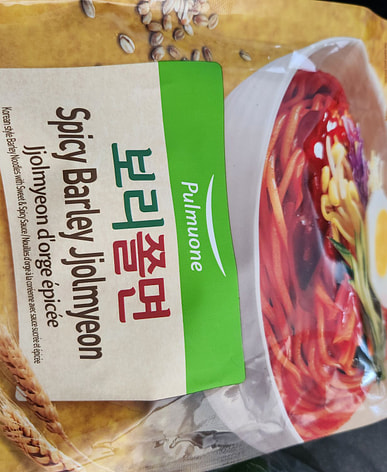 Pulmuone
보리쫄면
Spicy Barley Jjolmyeon
Jjolmyeon d'orge épicée
Korean style Barley Noodles with Sweet & Spicy Sauce / Nouilles d'orge à la coréenne avec sauce sucrée et épicée